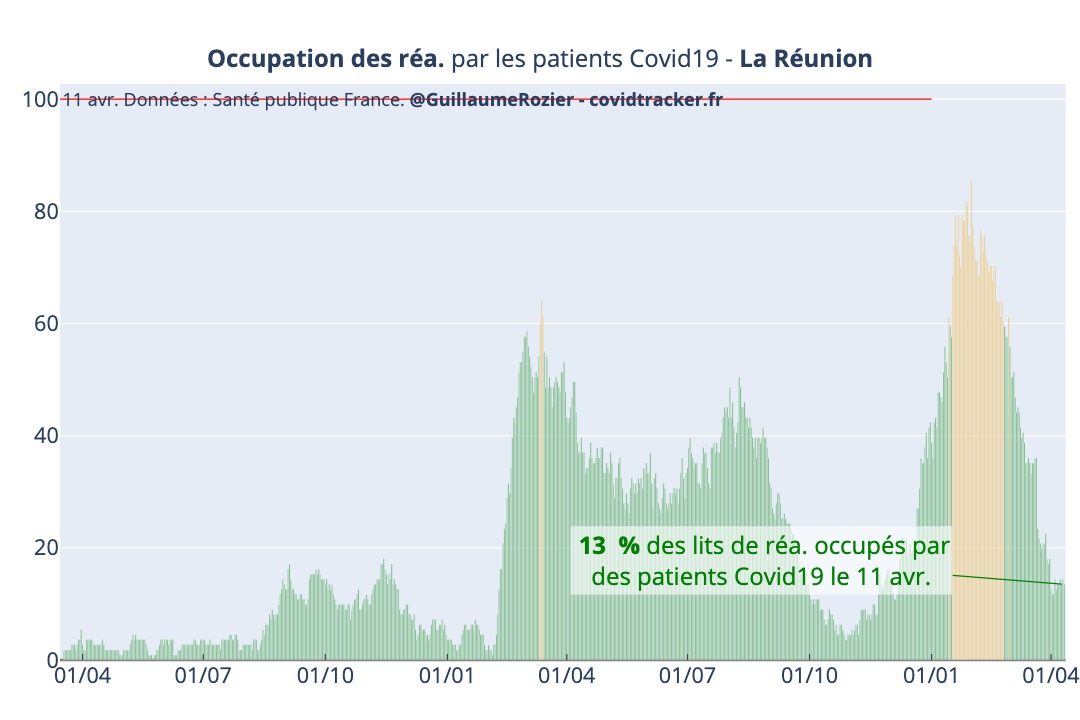 Occupation des réa. par les patients Covid19 - La Réunion
11 avr. Données : Santé publique France. @GuillaumeRozier - covidtracker.fr
100
80
60
40
20
0
13 % des lits de réa. occupés par
des patients Covid19 le 11 avr.
01/04 01/07 01/10 01/01 01/04 01/07 01/10 01/01 01/04